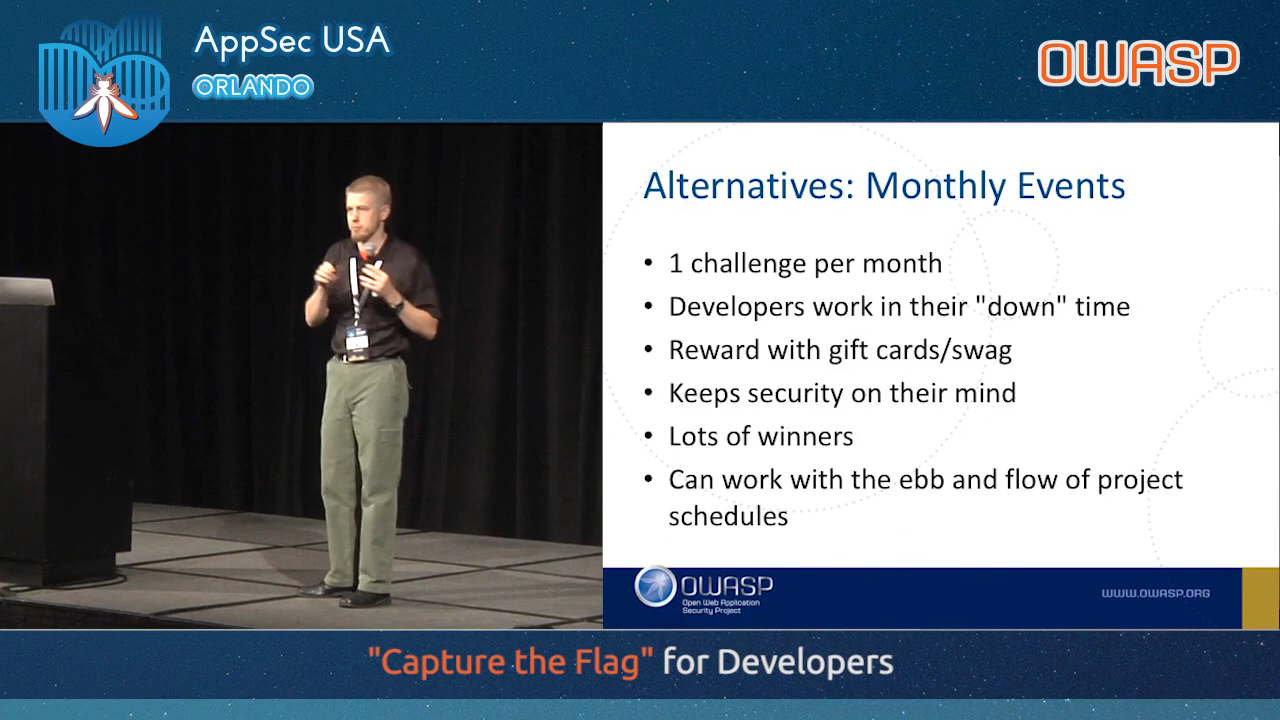 AppSec USA
ORLANDO
OWASP
Alternatives: Monthly Events
• 1 challenge per month
• Developers work in their "down" time
• Reward with gift cards/swag
• Keeps security on their mind
• Lots of winners
• Can work with the ebb and flow of project
schedules
OWASP
Open Web Application
Security Project
WWW.OWASP.ORG
"Capture the Flag" for Developers